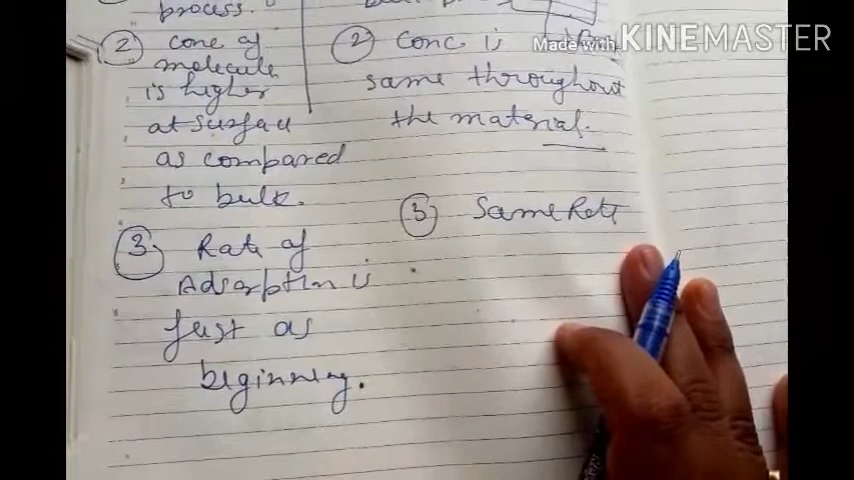 process.
② Conc of
molecule
is higher
at surface
as compared
to bulk.
③ Rate of
Adsorption is
fast as
beginning.
② Conc is
same throughout
the material.
③ Same Rate
Made with KINEMASTER